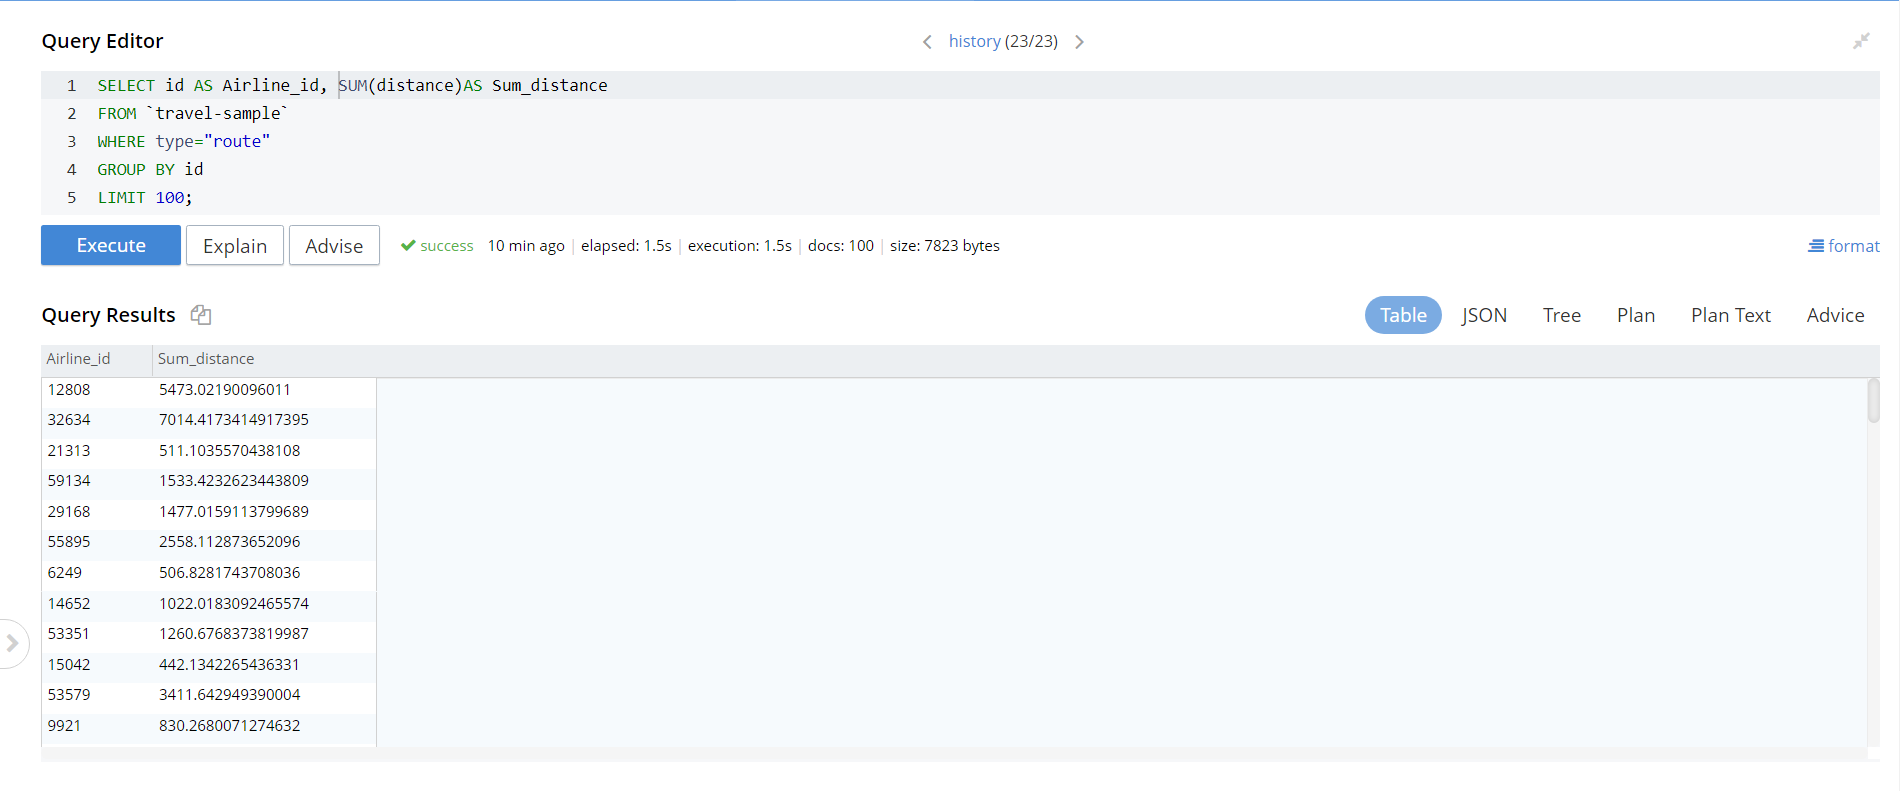 Query Editor
history (23/23)
1 SELECT id AS Airline_id, SUM(distance)AS Sum_distance
2 FROM `travel-sample`
3 WHERE type="route"
4 GROUP BY id
5 LIMIT 100;
Execute Explain Advise success 10 min ago | elapsed: 1.5s | execution: 1.5s | docs: 100 | size: 7823 bytes format
Query Results Table JSON Tree Plan Plan Text Advice
Airline_id Sum_distance
12808 5473.02190096011
32634 7014.4173414917395
21313 511.1035570438108
59134 1533.4232623443809
29168 1477.0159113799689
55895 2558.112873652096
6249 506.8281743708036
14652 1022.0183092465574
53351 1260.6768373819987
15042 442.1342265436331
53579 3411.642949390004
9921 830.2680071274632